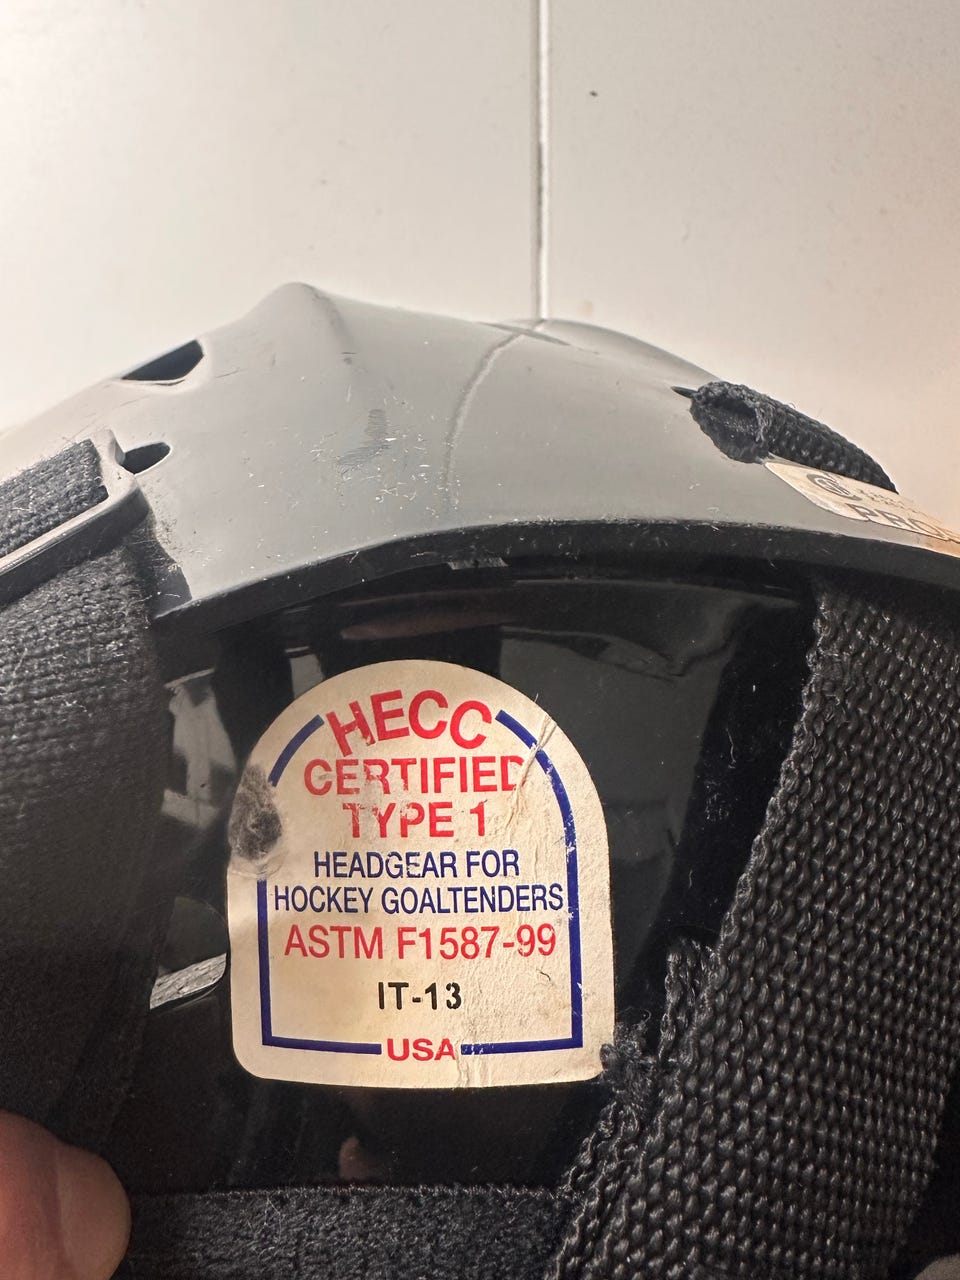 HECC
CERTIFIED
TYPE 1
HEADGEAR FOR
HOCKEY GOALTENDERS
ASTM F1587-99
IT-13
USA